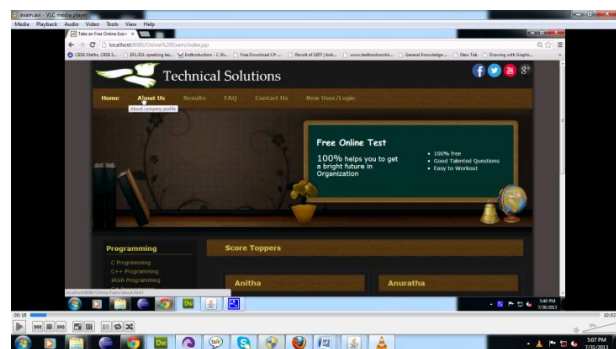 exam.avi - VLC media player
Media Playback Audio Video Tools View Help
Take an Free Online Exam
localhost:8080/Online%20Exam/index.jsp
Technical Solutions
Home About Us Results FAQ Contact Us New User/Login
About company profile
Free Online Test
100% helps you to get
a bright future in
Organization
100% free
Good Talented Questions
Easy to Workout
Programming
C Programming
C++ Programming
JAVA Programming
Score Toppers
Anitha
Anuratha
5:40 PM
7/30/2013
00:18
10:02
5:07 PM
7/31/2013